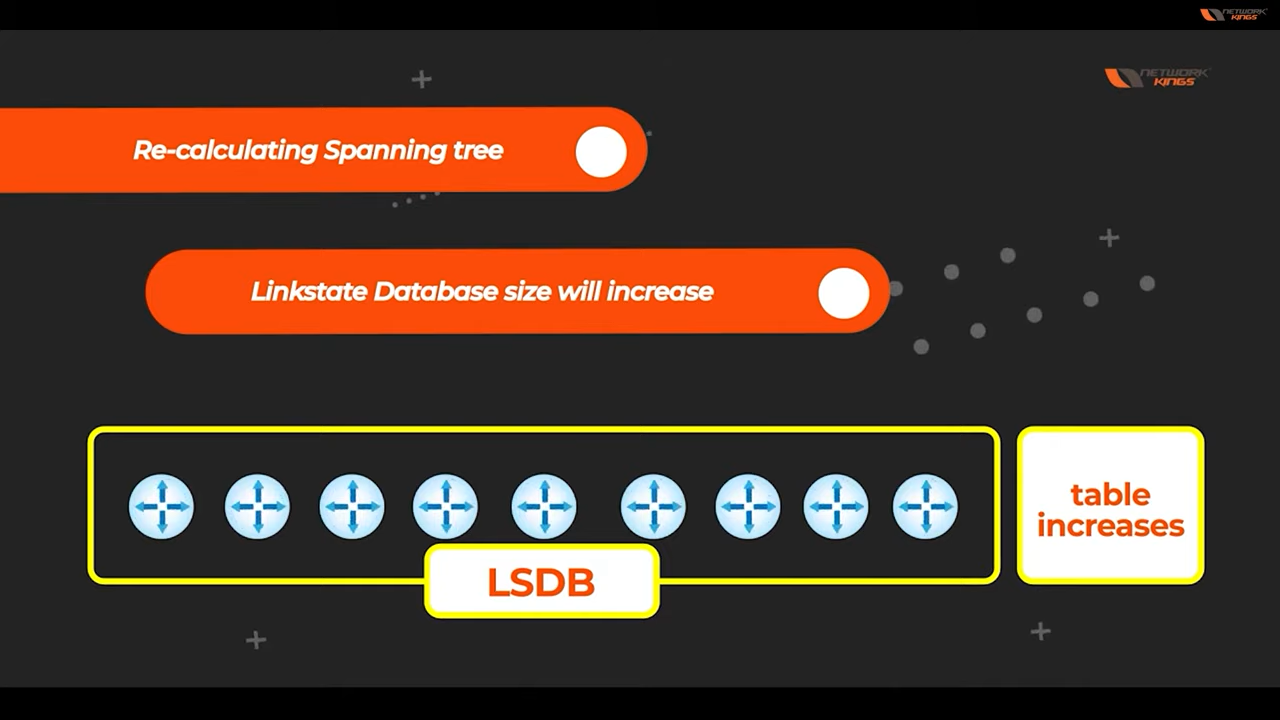 NETWORK
KINGS
NETWORK
KINGS
Re-calculating Spanning tree
Linkstate Database size will increase
table
increases
LSDB